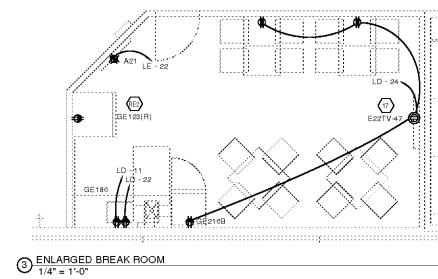 A21
LE - 22
LD - 24
RE2
17
GE123(R)
E22TV-47
LD - 11
LD - 22
GE186
GE216B
3 ENLARGED BREAK ROOM
1/4" = 1'-0"